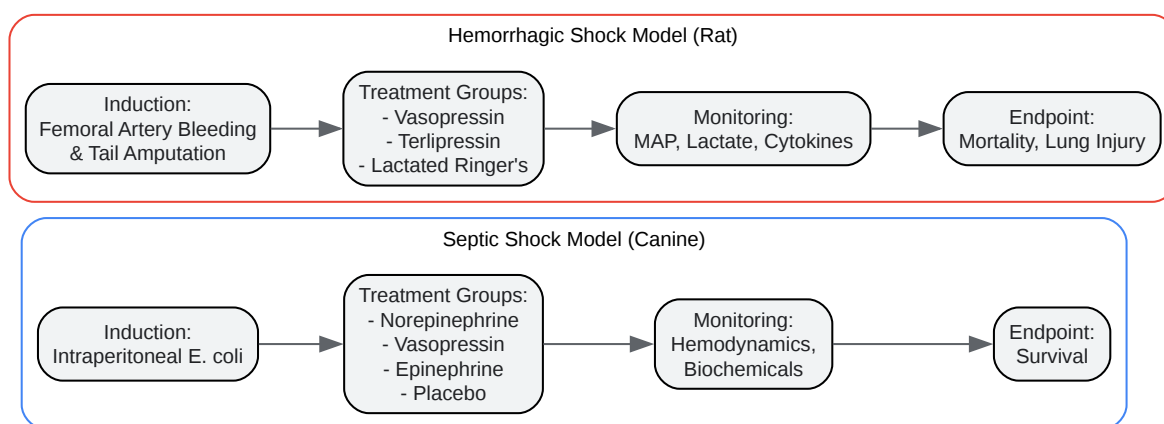 Hemorrhagic Shock Model (Rat)
Induction:
Femoral Artery Bleeding
& Tail Amputation
Treatment Groups:
- Vasopressin
- Terlipressin
- Lactated Ringer's
Monitoring:
MAP, Lactate, Cytokines
Endpoint:
Mortality, Lung Injury
Septic Shock Model (Canine)
Induction:
Intraperitoneal E. coli
Treatment Groups:
- Norepinephrine
- Vasopressin
- Epinephrine
- Placebo
Monitoring:
Hemodynamics,
Biochemicals
Endpoint:
Survival